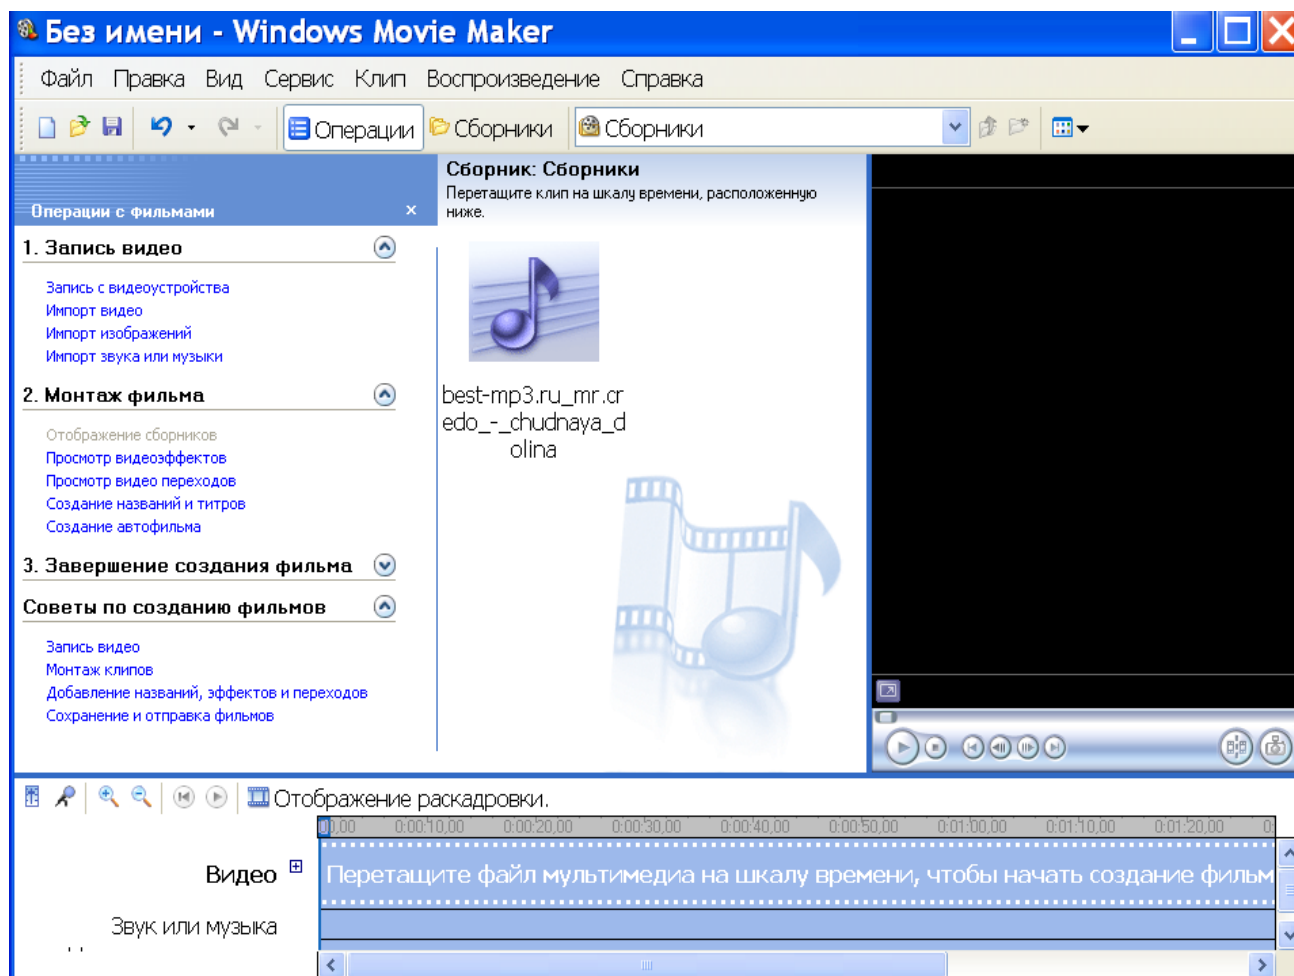 Без имени - Windows Movie Maker
Файл Правка Вид Сервис Клип Воспроизведение Справка
Операции Сборники Сборники
Операции с фильмами
1. Запись видео
Запись с видеоустройства
Импорт видео
Импорт изображений
Импорт звука или музыки
2. Монтаж фильма
Отображение сборников
Просмотр видеоэффектов
Просмотр видео переходов
Создание названий и титров
Создание автофильма
3. Завершение создания фильма
Советы по созданию фильмов
Запись видео
Монтаж клипов
Добавление названий, эффектов и переходов
Сохранение и отправка фильмов
Сборник: Сборники
Перетащите клип на шкалу времени, расположенную
ниже.
best-mp3.ru_mr.cr
edo_-_chudnaya_d
olina
Отображение раскадровки.
0,00 0:00:10,00 0:00:20,00 0:00:30,00 0:00:40,00 0:00:50,00 0:01:00,00 0:01:10,00 0:01:20,00 0:
Видео
Перетащите файл мультимедиа на шкалу времени, чтобы начать создание фильм
Звук или музыка